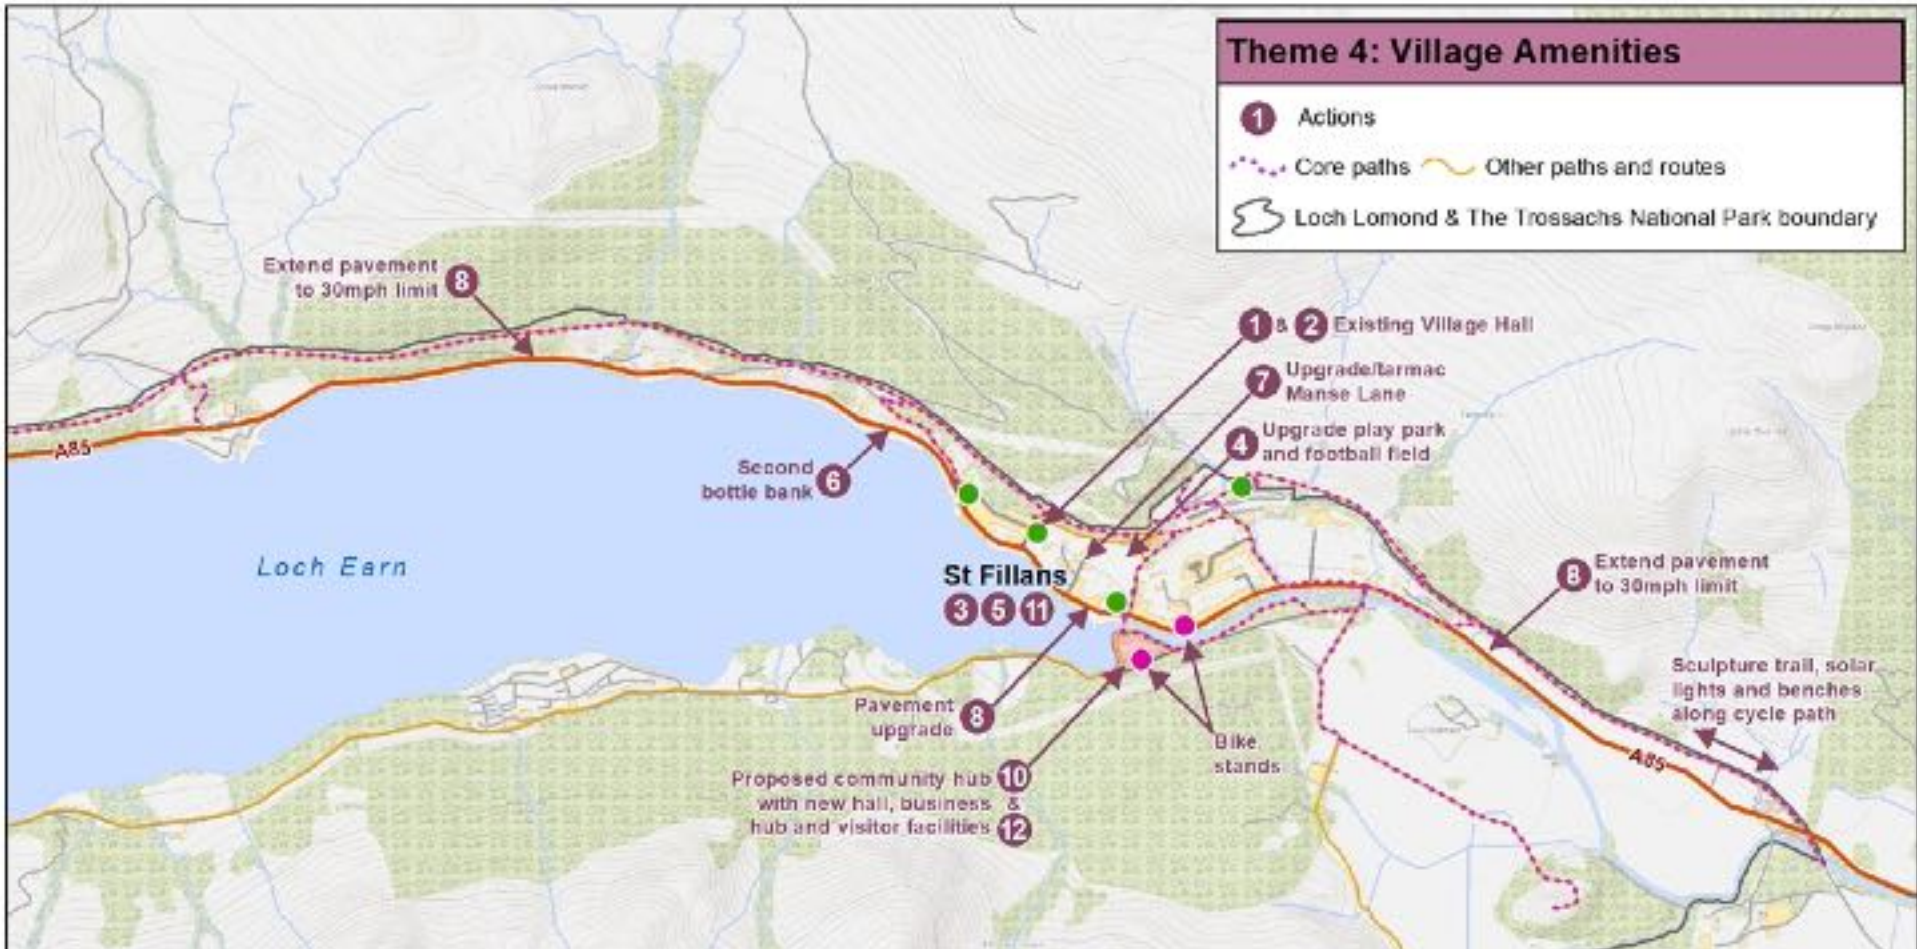 Theme 4: Village Amenities
1 Actions
Core paths Other paths and routes
Loch Lomond & The Trossachs National Park boundary
Extend pavement
to 30mph limit 8
1 & 2 Existing Village Hall
7 Upgrade/tarmac
Manse Lane
4 Upgrade play park
and football field
A85
Second
bottle bank 6
Loch Earn
St Fillans
3 5 11
8 Extend pavement
to 30mph limit
Sculpture trail, solar
lights and benches
along cycle path
Pavement
upgrade 8
Bike
stands
A85
Proposed community hub 10
with new hall, business &
hub and visitor facilities 12